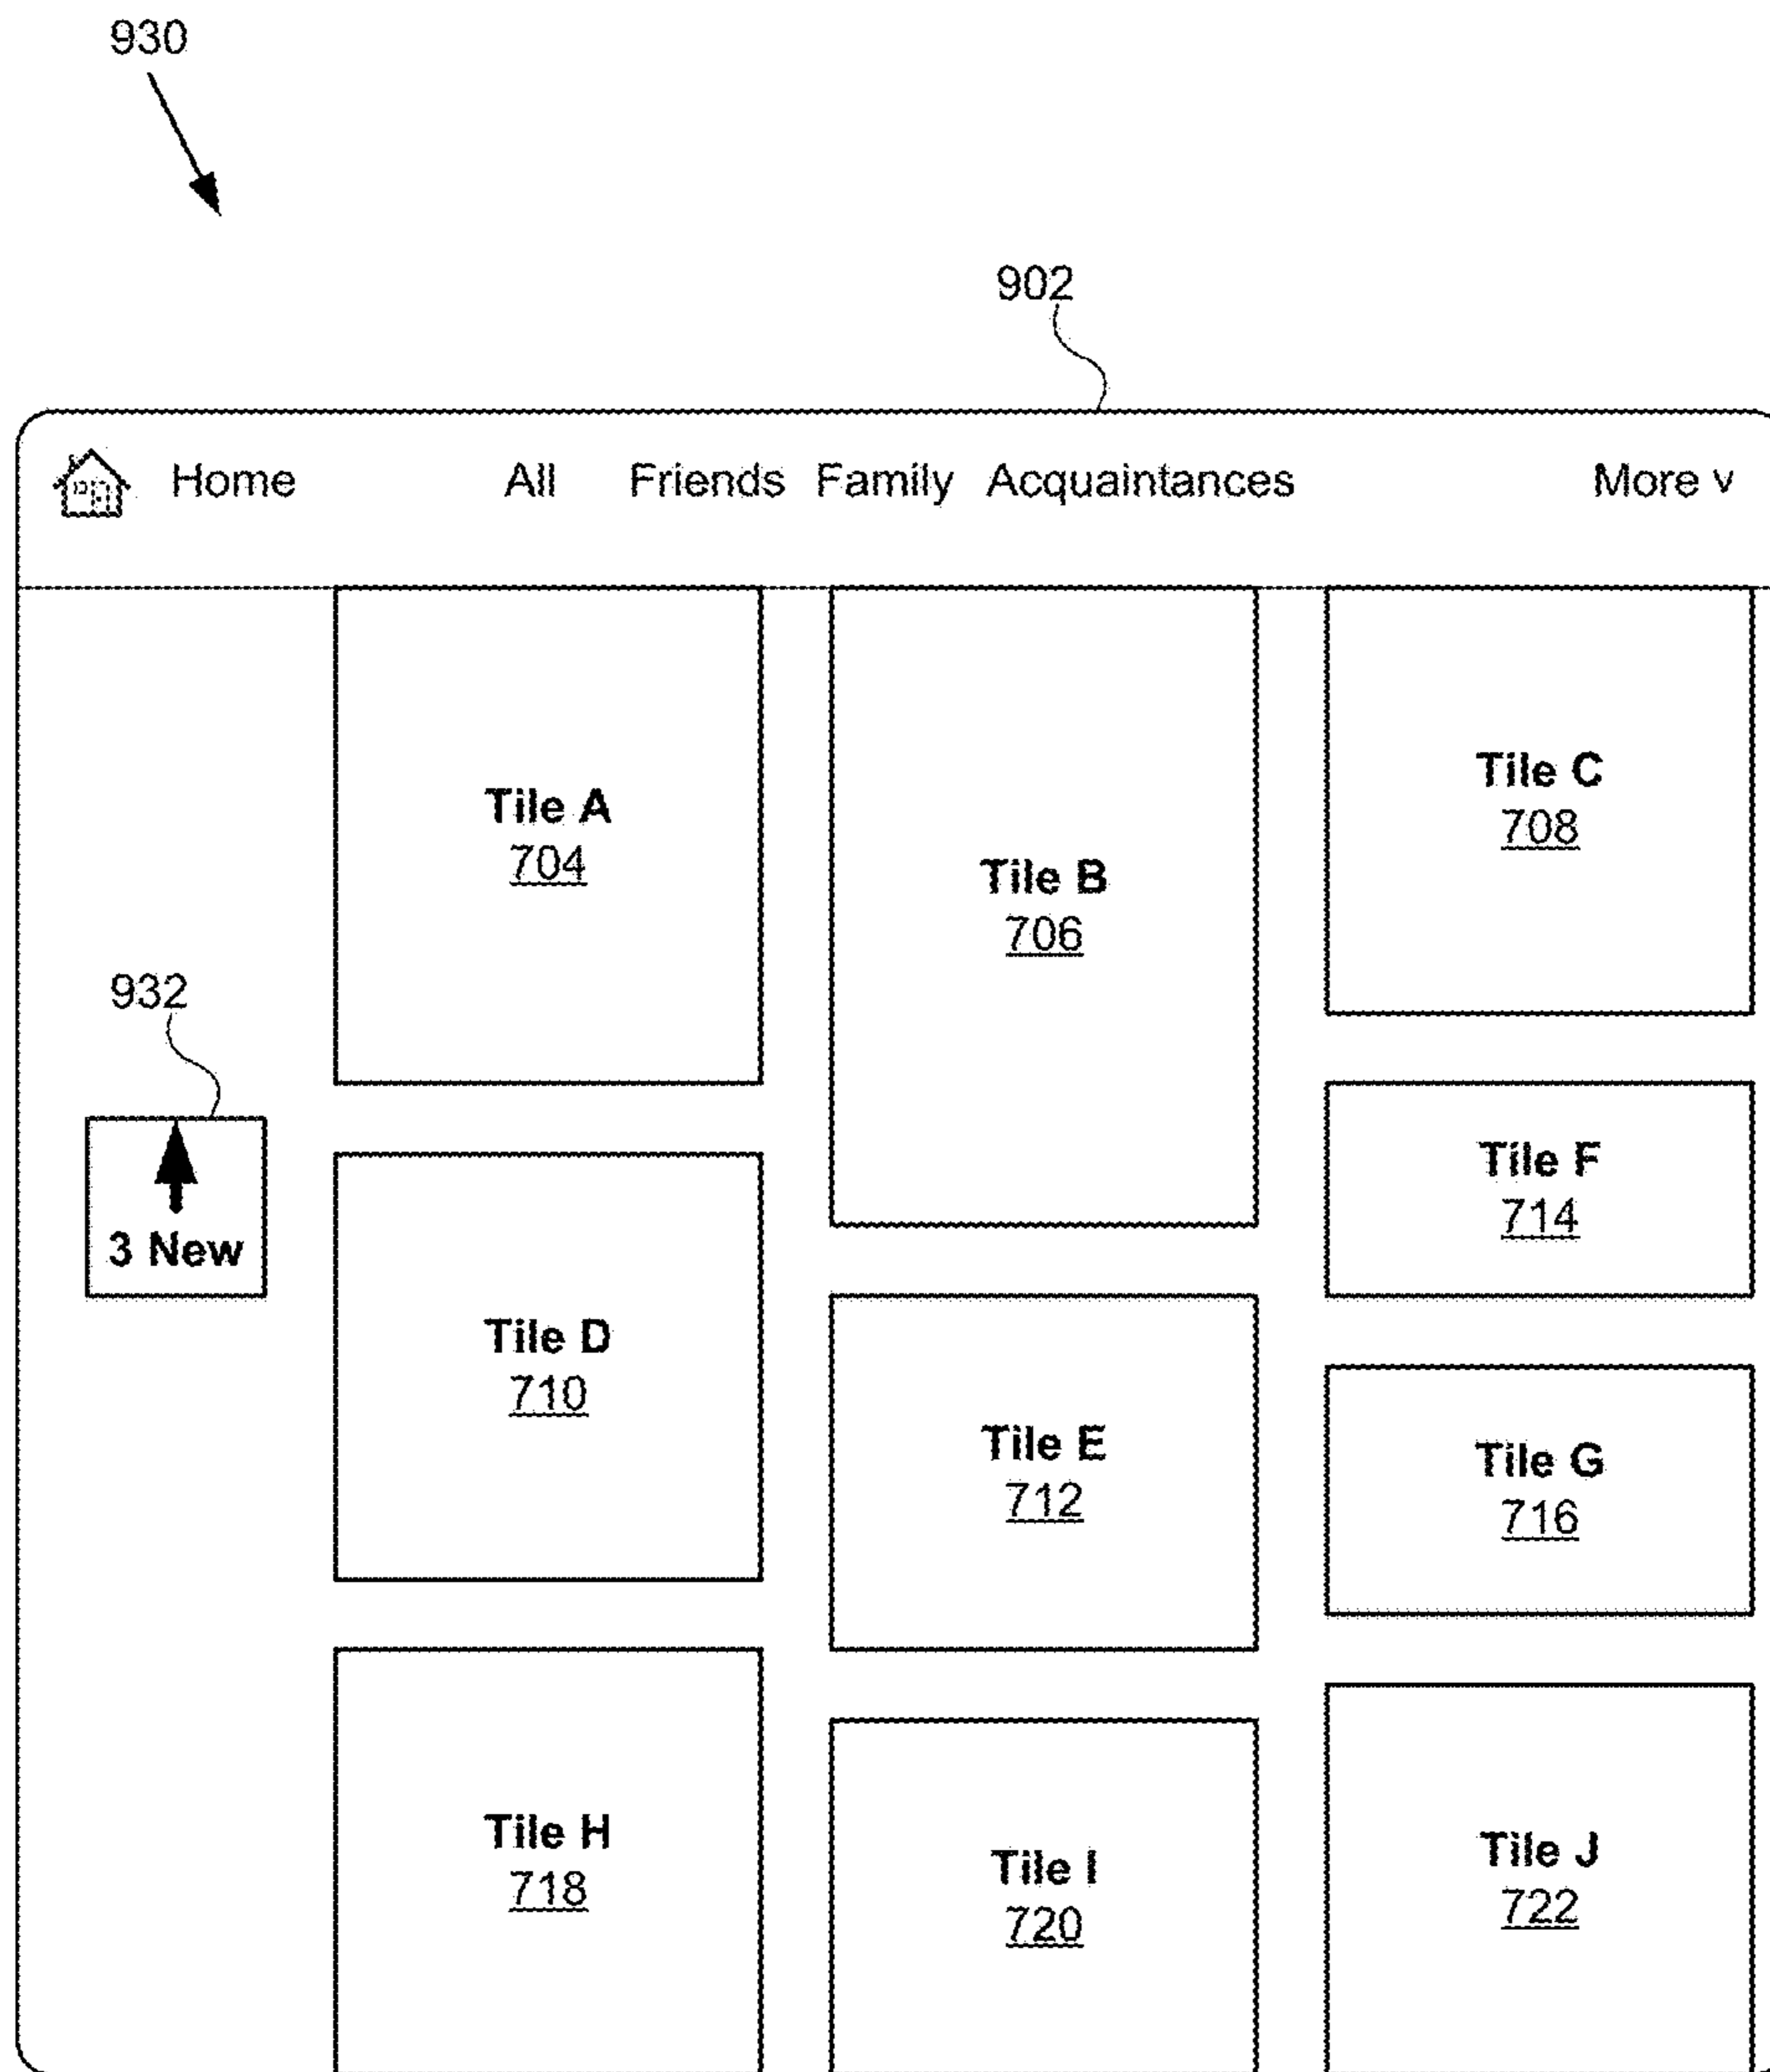 930
902
Home All Friends Family Acquaintances More v
Tile A
704
Tile B
706
Tile C
708
932
3 New
Tile D
710
Tile E
712
Tile F
714
Tile G
716
Tile H
718
Tile I
720
Tile J
722